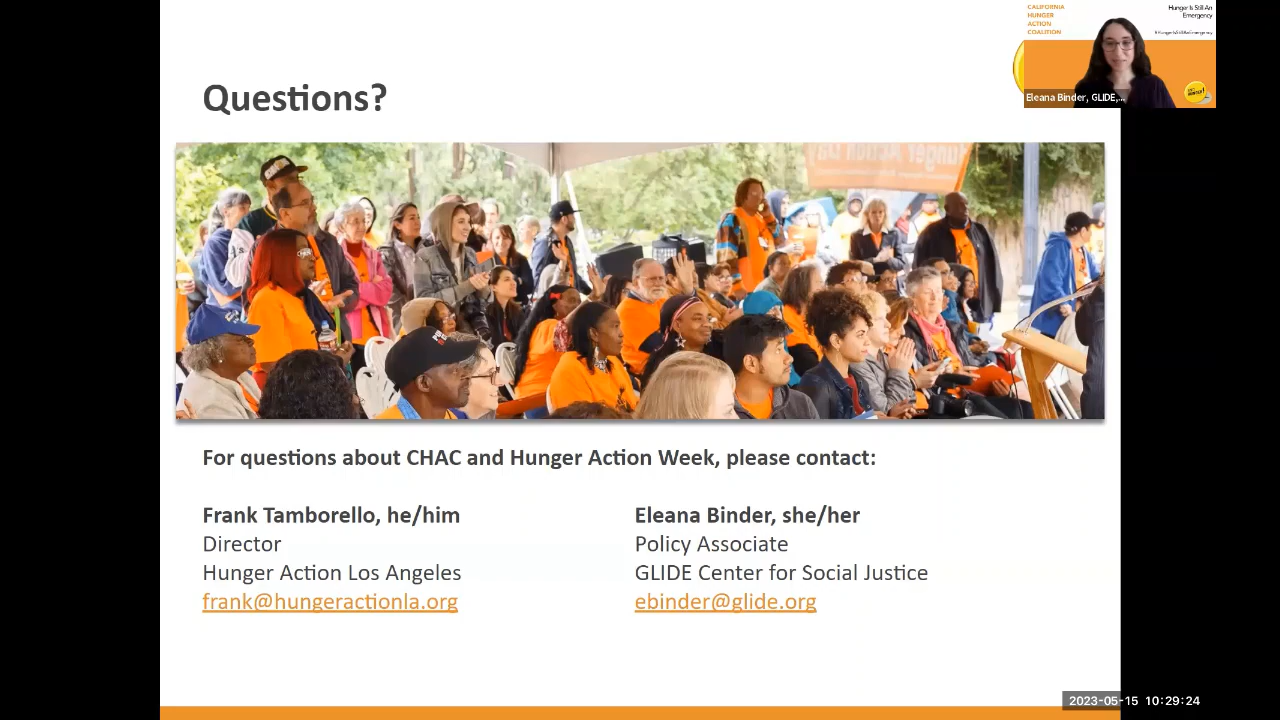 CALIFORNIA
HUNGER
ACTION
COALITION
Hunger Is Still An
Emergency
Eleana Binder, GLIDE,...
Questions?
For questions about CHAC and Hunger Action Week, please contact:
Frank Tamborello, he/him
Director
Hunger Action Los Angeles
frank@hungeractionla.org
Eleana Binder, she/her
Policy Associate
GLIDE Center for Social Justice
ebinder@glide.org
2023-05-15 10:29:24